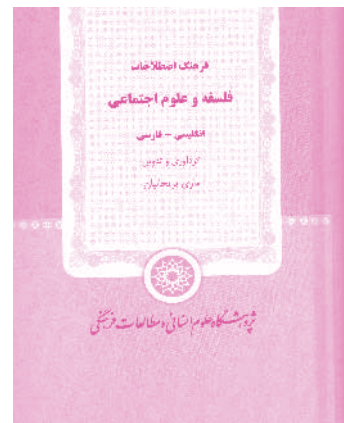 فرهنگ اصطلاحات
فلسفه و علوم اجتماعی
انگلیسی - فارسی
گردآوری و تدوین
ماری بریجانیان
پژوهشگاه علوم انسانی و مطالعات فرهنگی